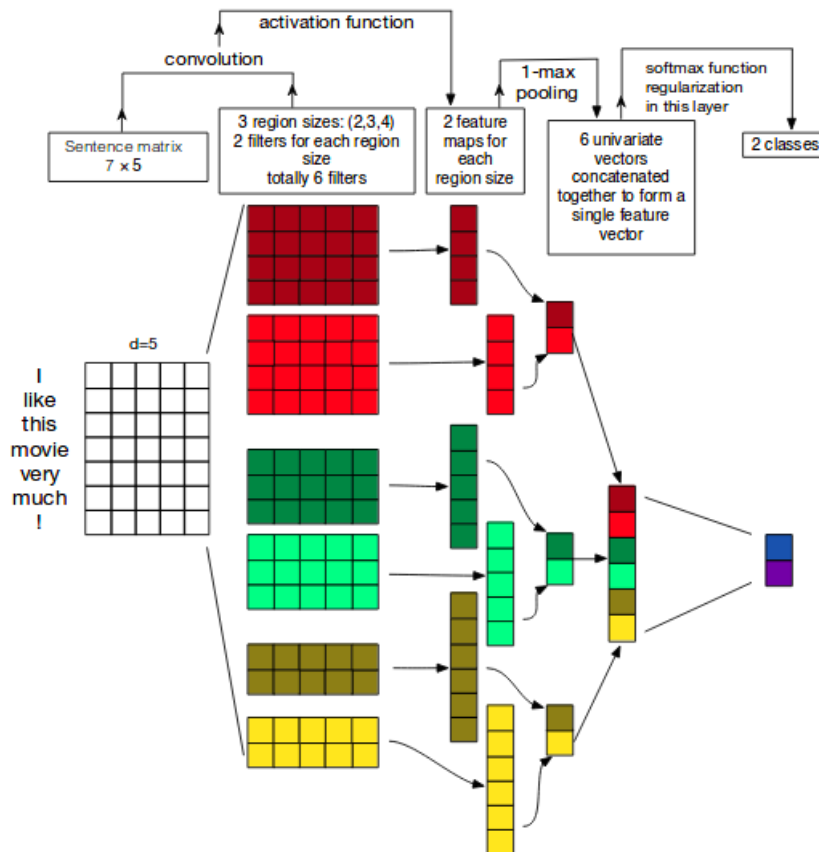 activation function
convolution
1-max
pooling
softmax function
regularization
in this layer
Sentence matrix
7 × 5
3 region sizes: (2,3,4)
2 filters for each region
size
totally 6 filters
2 feature
maps for
each
region size
6 univariate
vectors
concatenated
together to form a
single feature
vector
2 classes
d=5
I
like
this
movie
very
much
!